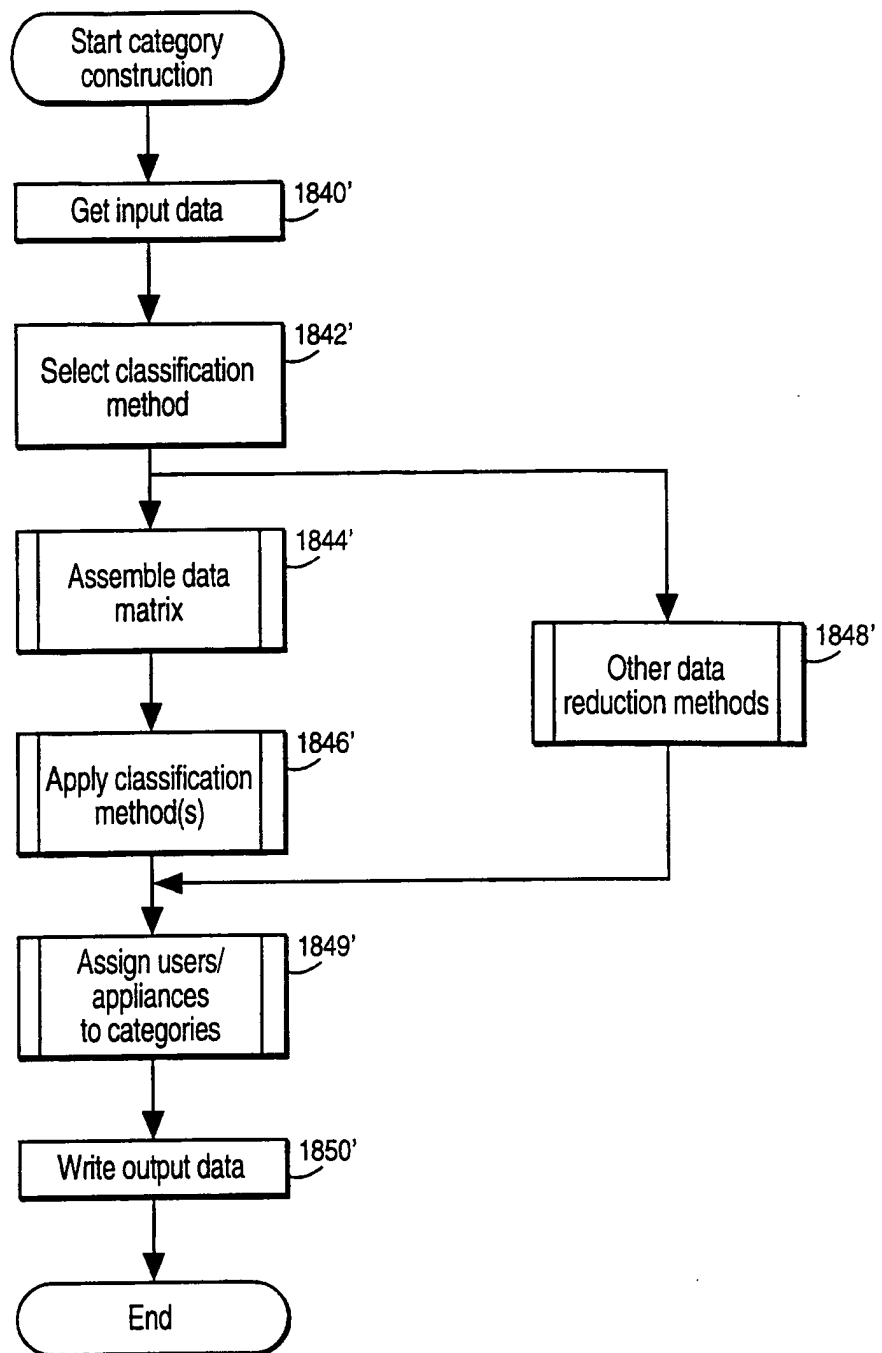 Start category
construction
Get input data
1840'
Select classification
method
1842'
Assemble data
matrix
1844'
Other data
reduction methods
1848'
Apply classification
method(s)
1846'
Assign users/
appliances
to categories
1849'
Write output data
1850'
End